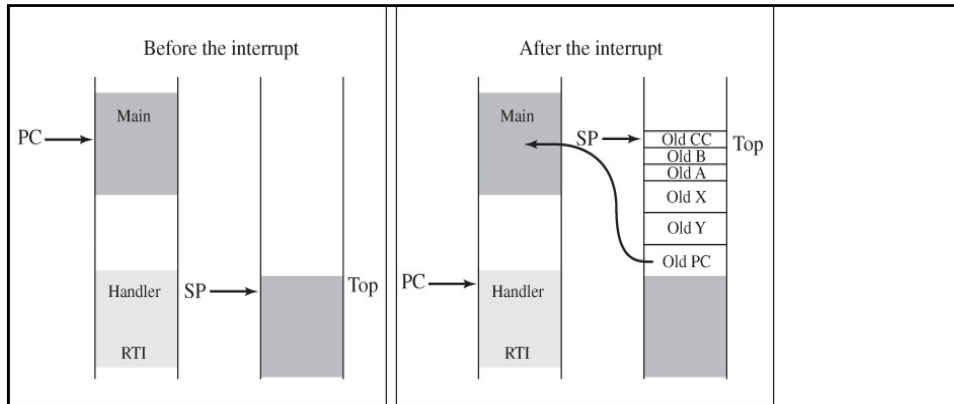 Before the interrupt
Main
PC
Handler
SP
Top
RTI
After the interrupt
Main
SP
Old CC
Top
Old B
Old A
Old X
Old Y
Old PC
PC
Handler
RTI